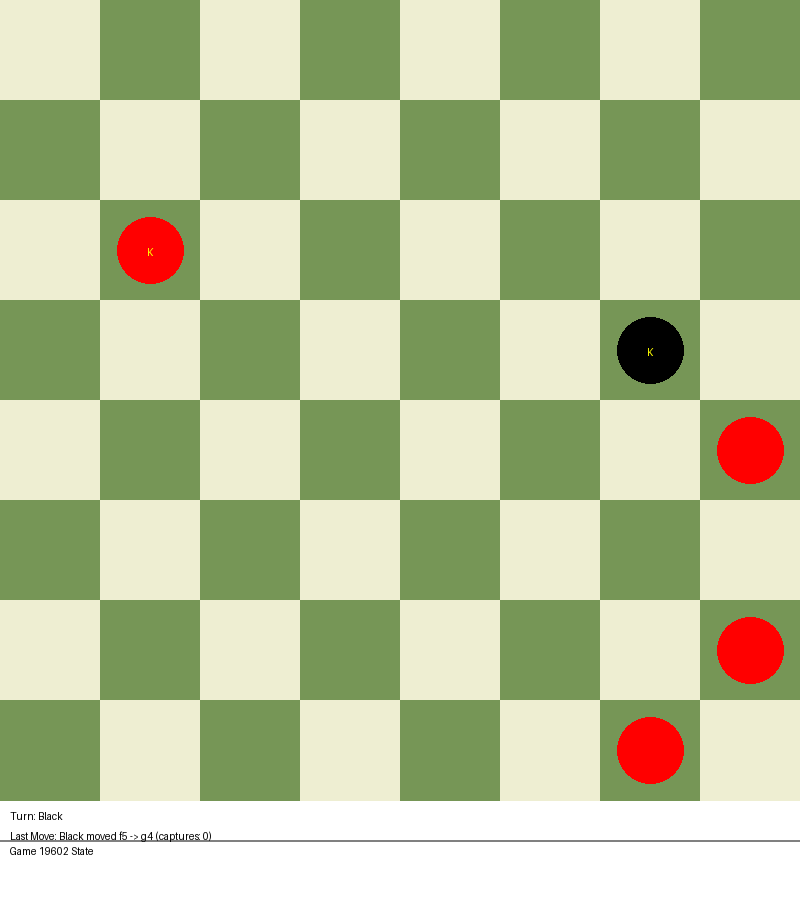 K
K
Turn: Black
Last Move: Black moved f5 -> g4 (captures: 0)
Game 19602 State